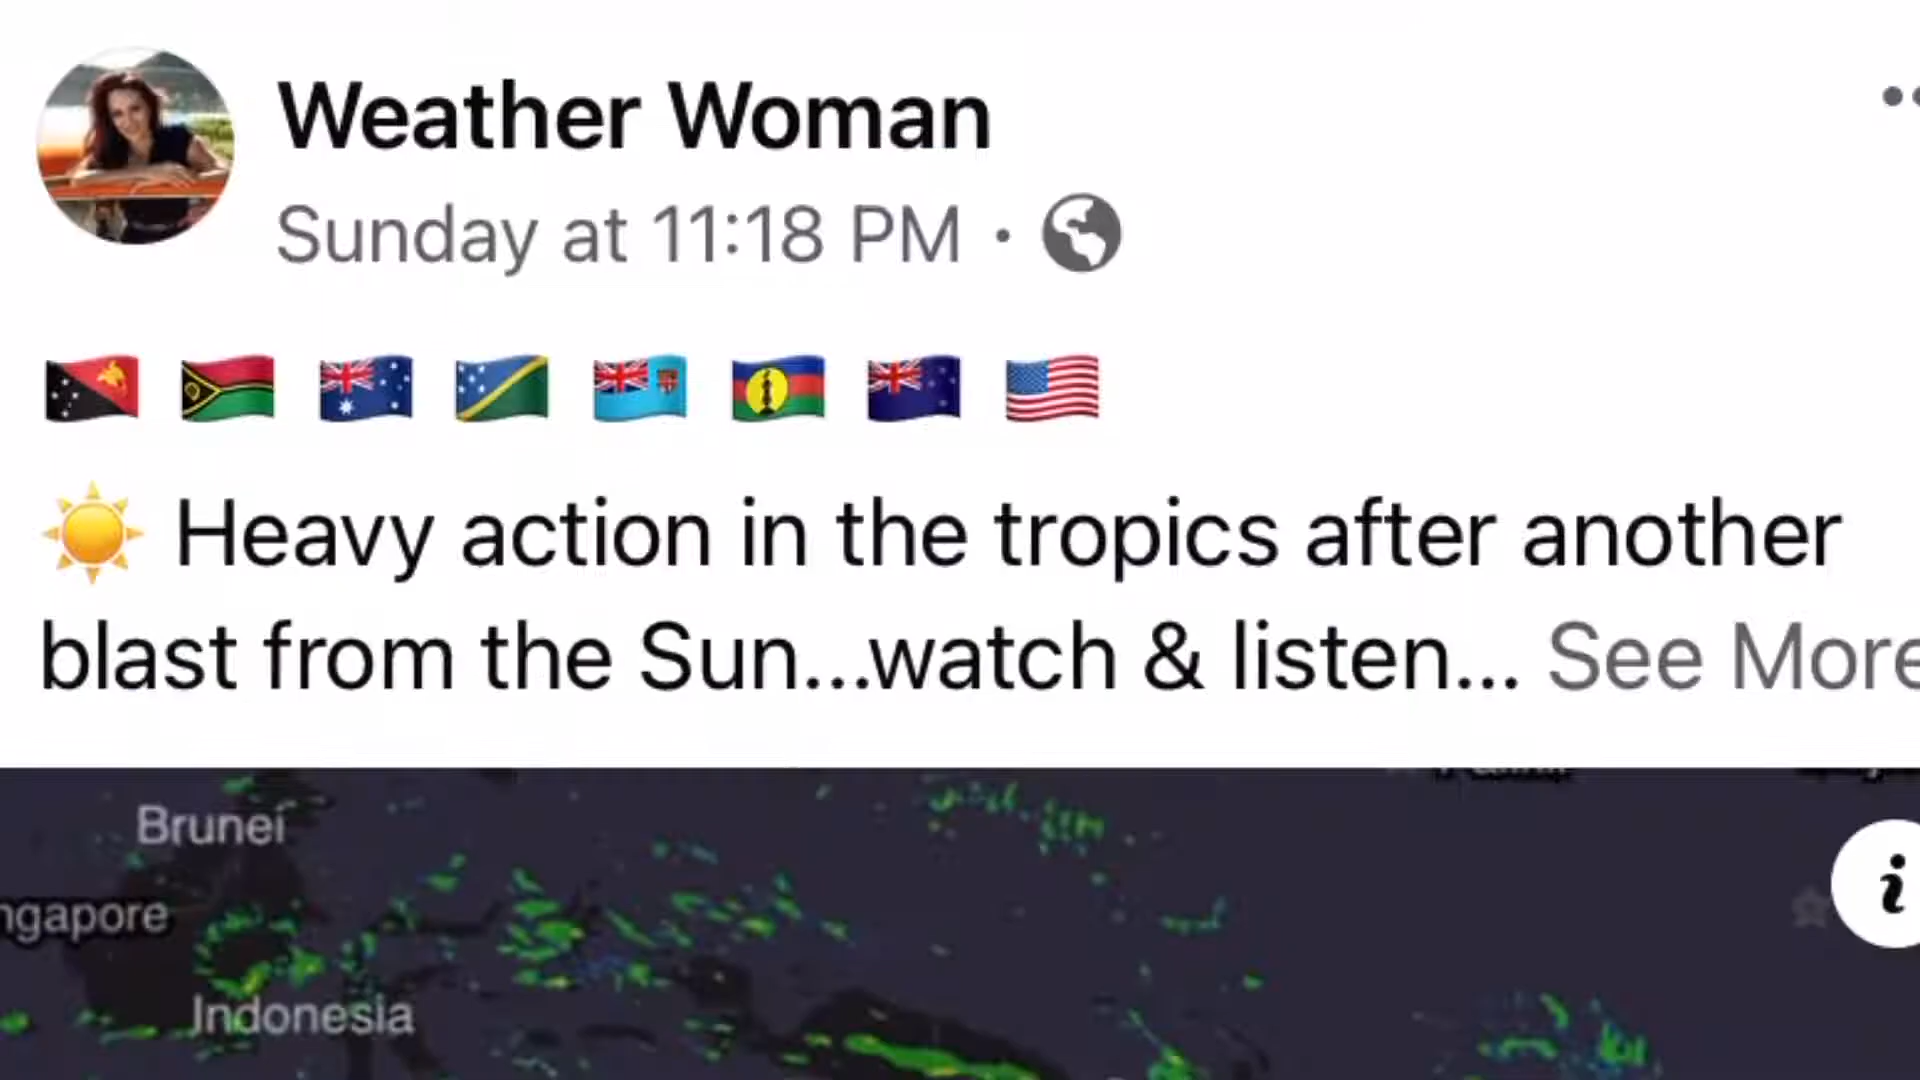 Weather Woman
Sunday at 11:18 PM ·
🇵🇬 🇻🇺 🇦🇺 🇸🇧 🇫🇯 🇳🇨 🇳🇿 🇺🇸
☀️ Heavy action in the tropics after another
blast from the Sun...watch & listen... See More
Brunei
ngapore
Indonesia
i